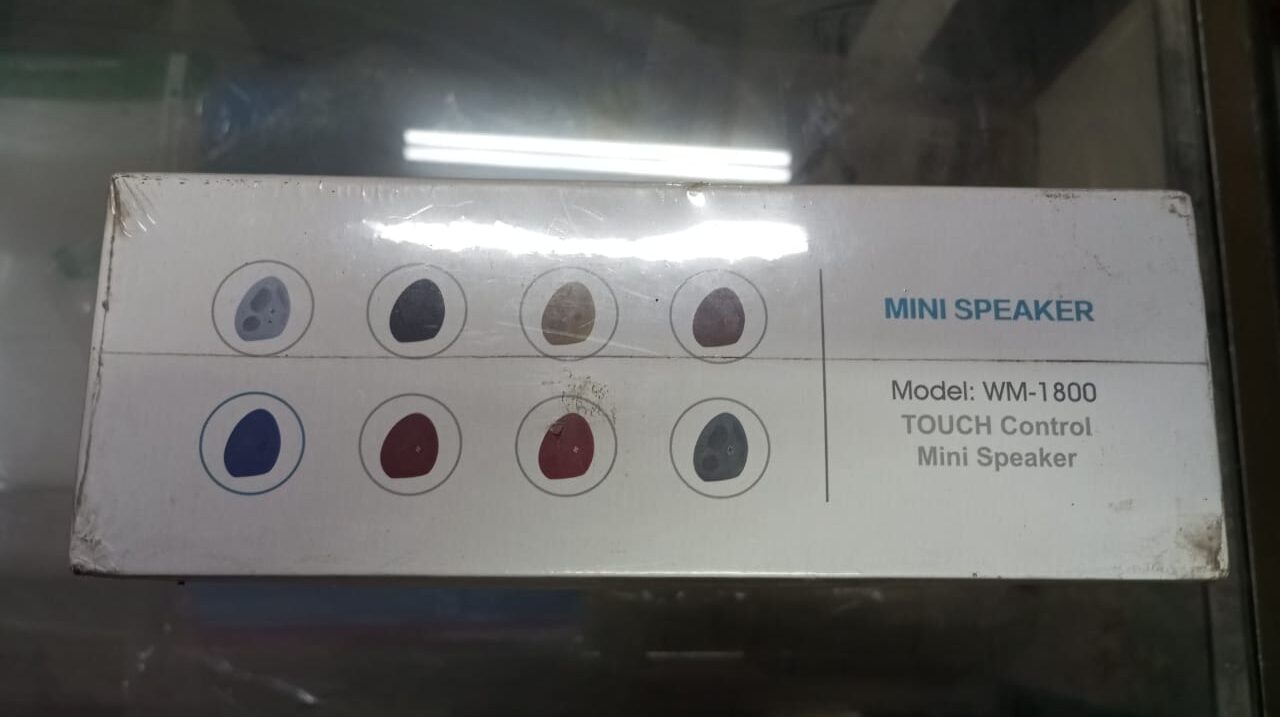 MINI SPEAKER
Model: WM-1800
TOUCH Control
Mini Speaker